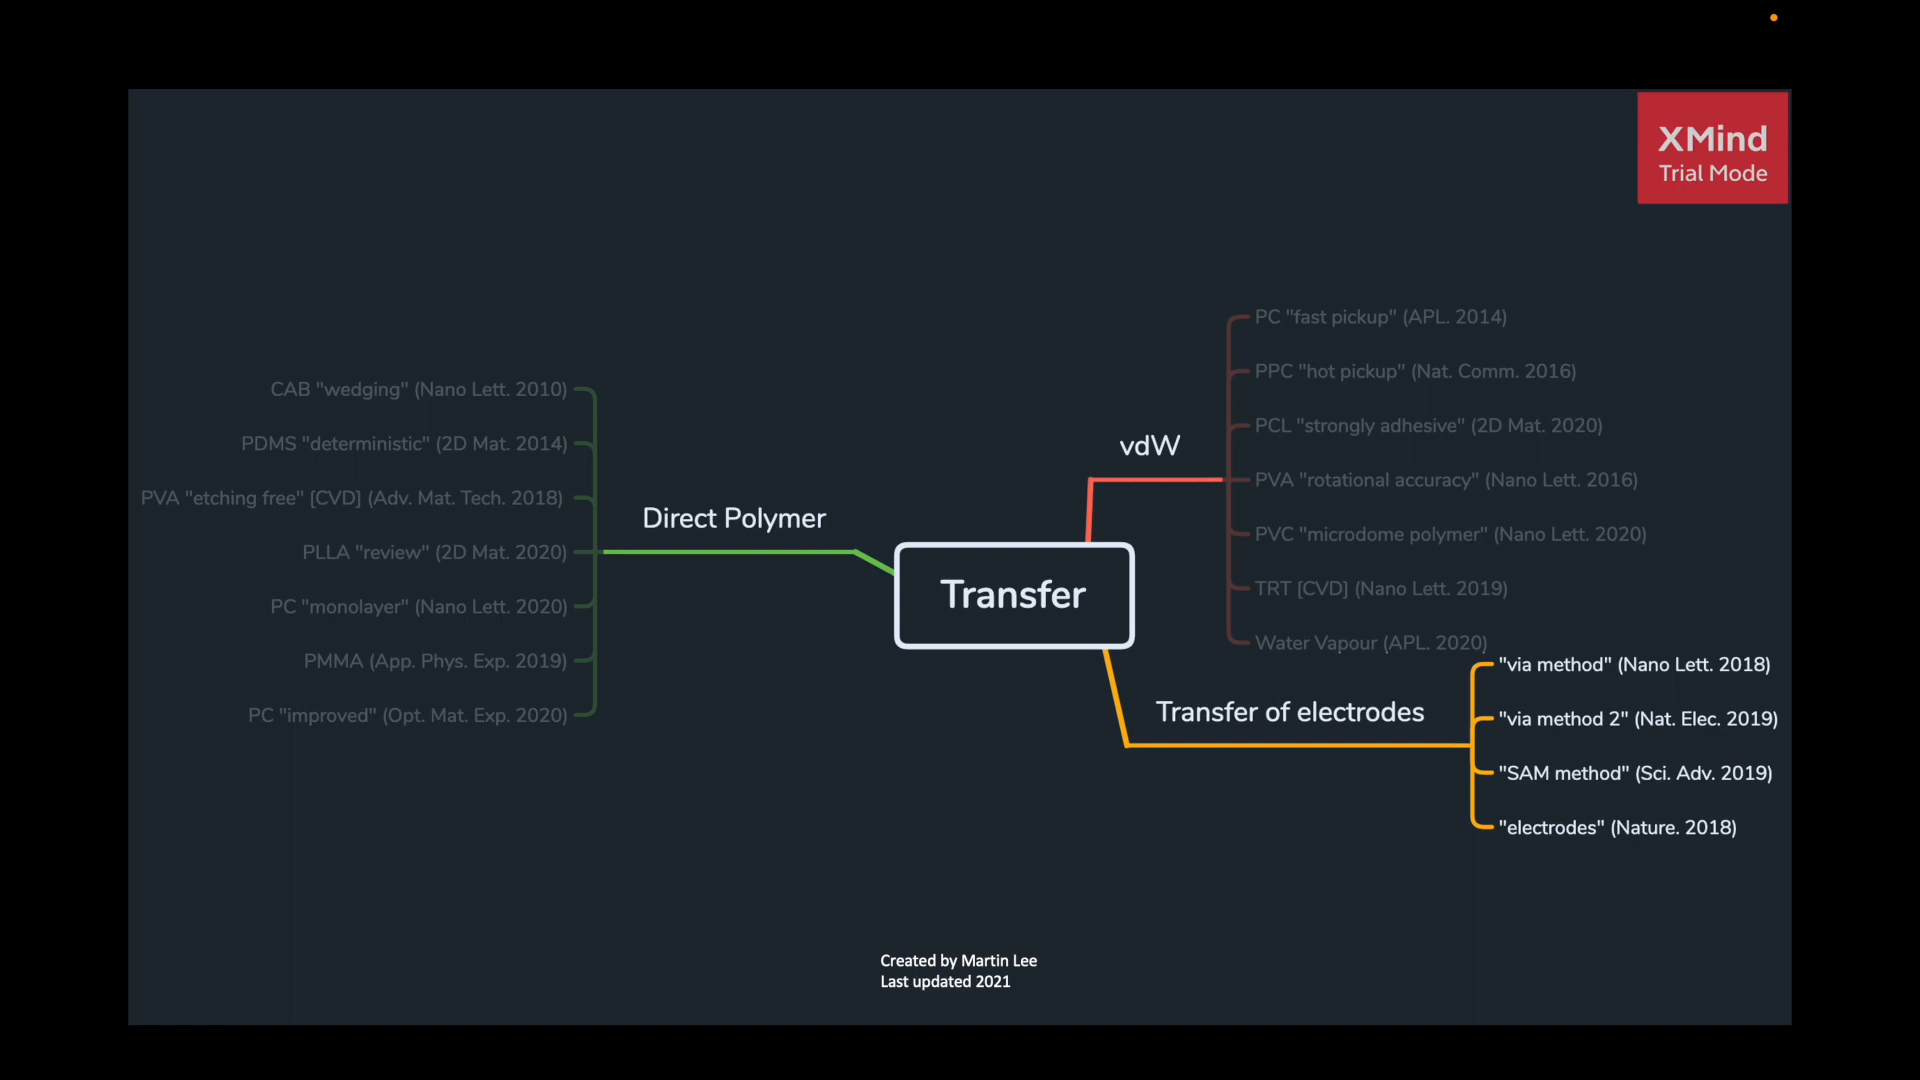 XMind
Trial Mode
CAB "wedging" (Nano Lett. 2010)
PDMS "deterministic" (2D Mat. 2014)
PVA "etching free" [CVD] (Adv. Mat. Tech. 2018)
PLLA "review" (2D Mat. 2020)
PC "monolayer" (Nano Lett. 2020)
PMMA (App. Phys. Exp. 2019)
PC "improved" (Opt. Mat. Exp. 2020)
Direct Polymer
Transfer
vdW
PC "fast pickup" (APL. 2014)
PPC "hot pickup" (Nat. Comm. 2016)
PCL "strongly adhesive" (2D Mat. 2020)
PVA "rotational accuracy" (Nano Lett. 2016)
PVC "microdome polymer" (Nano Lett. 2020)
TRT [CVD] (Nano Lett. 2019)
Water Vapour (APL. 2020)
Transfer of electrodes
"via method" (Nano Lett. 2018)
"via method 2" (Nat. Elec. 2019)
"SAM method" (Sci. Adv. 2019)
"electrodes" (Nature. 2018)
Created by Martin Lee
Last updated 2021